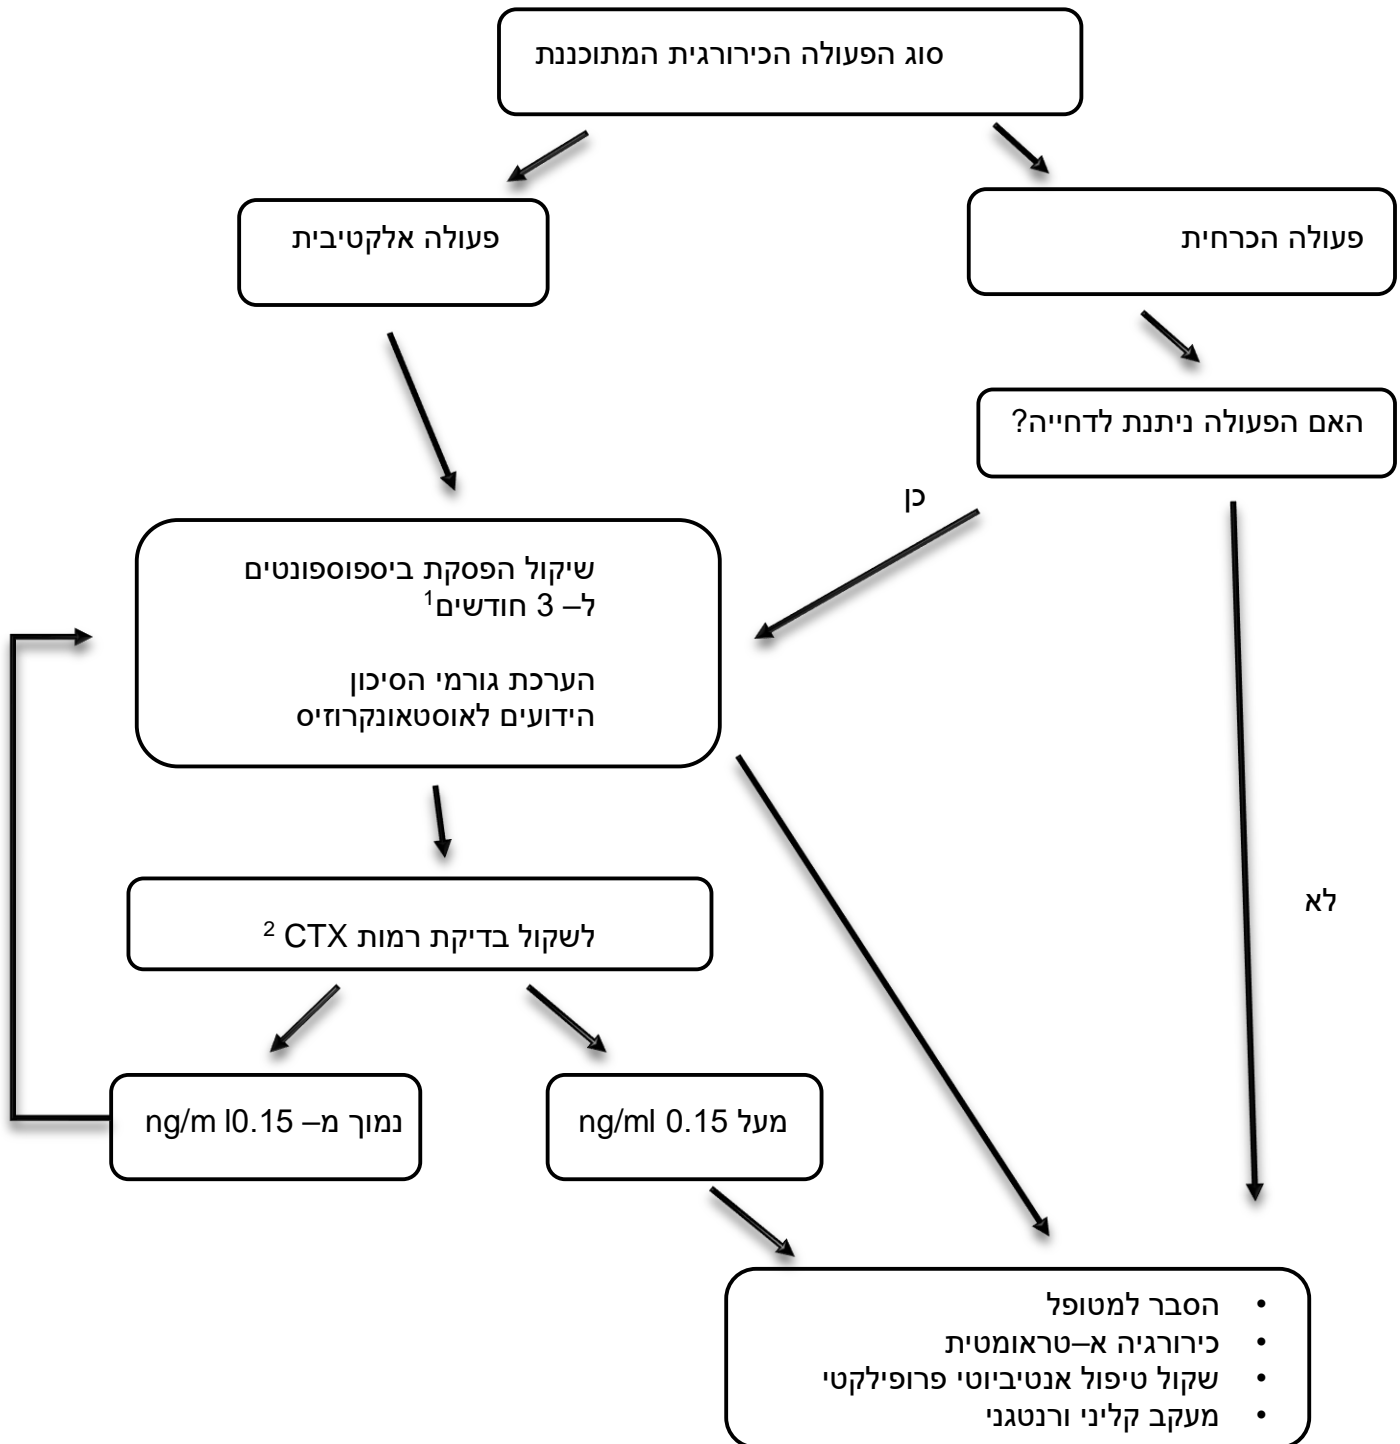 סוג הפעולה הכירורגית המתוכננת
פעולה הכרחית
פעולה אלקטיבית
האם הפעולה ניתנת לדחייה?
כן
שיקול הפסקת ביספוספונטים
ל– 3 חודשים¹
הערכת גורמי הסיכון
הידועים לאוסטאונקרוזיס
לא
לשקול בדיקת רמות CTX ²
מעל 0.15 ng/ml
נמוך מ– ng/m l0.15
• הסבר למטופל
• כירורגיה א–טראומטית
• שקול טיפול אנטיביוטי פרופילקטי
• מעקב קליני ורנטגני